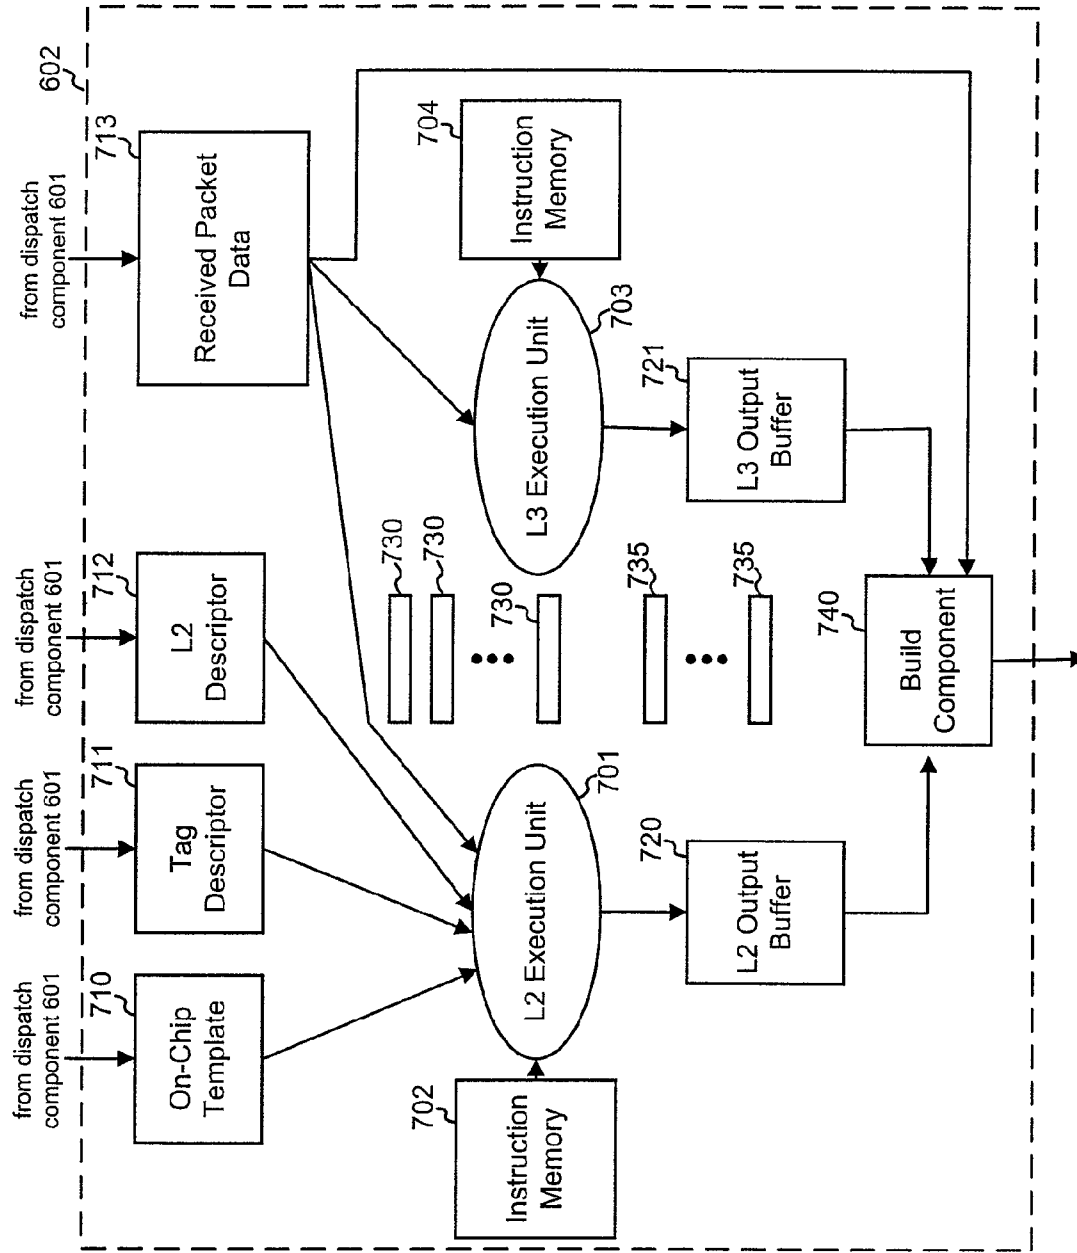 602
from dispatch
component 601
710
On-Chip
Template
from dispatch
component 601
711
Tag
Descriptor
from dispatch
component 601
712
L2
Descriptor
from dispatch
component 601
713
Received Packet
Data
702
Instruction
Memory
L2 Execution Unit
701
730
730
730
735
735
L3 Execution Unit
703
704
Instruction
Memory
720
L2 Output
Buffer
721
L3 Output
Buffer
740
Build
Component